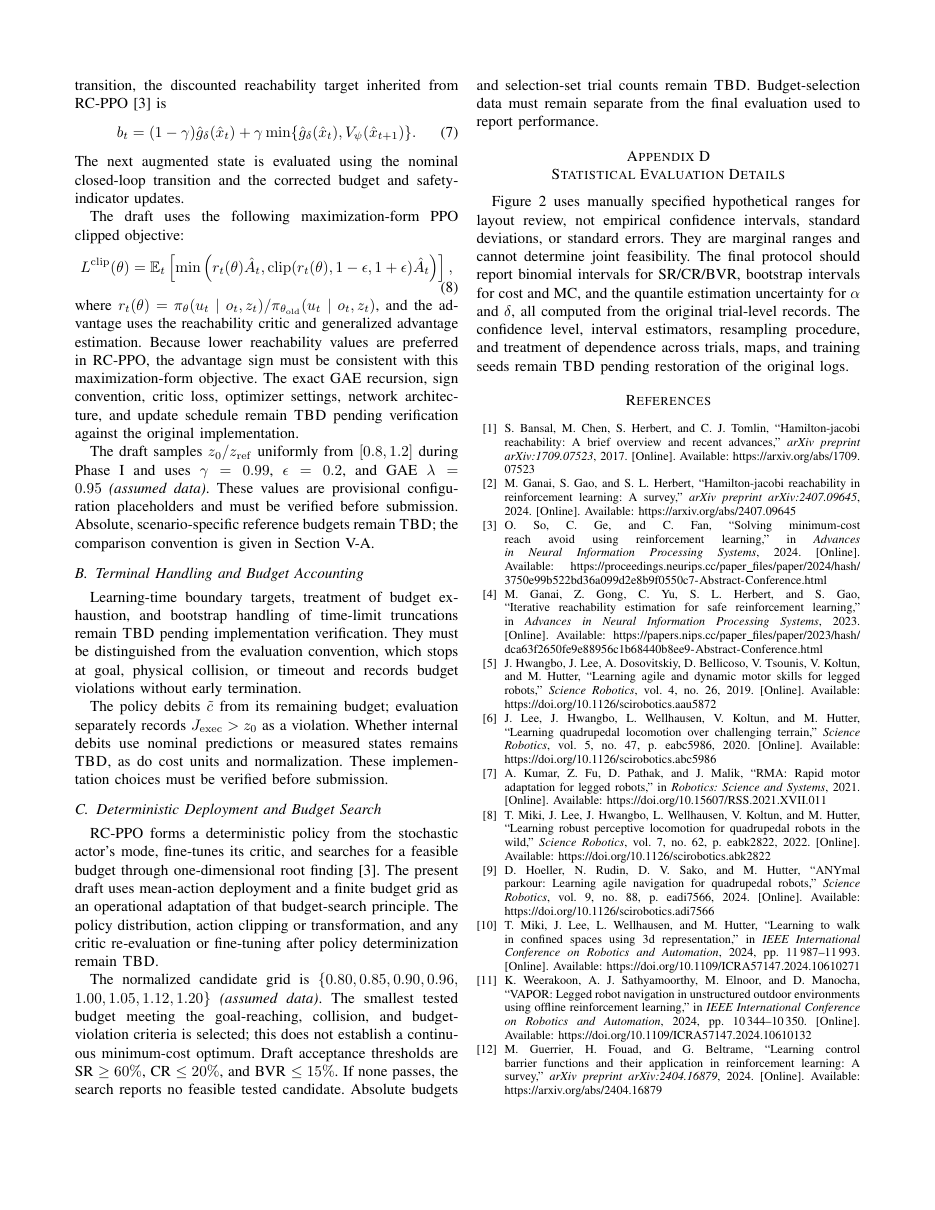 transition, the discounted reachability target inherited from
RC-PPO [3] is
b_t = (1 − γ)ĝ_δ(x̂_t) + γ min{ĝ_δ(x̂_t), V_ψ(x̂_{t+1})}. (7)
The next augmented state is evaluated using the nominal
closed-loop transition and the corrected budget and safety-
indicator updates.
The draft uses the following maximization-form PPO
clipped objective:
L^{clip}(θ) = 𝔼_t [min (r_t(θ)Â_t, clip(r_t(θ), 1 − ϵ, 1 + ϵ)Â_t)],
(8)
where r_t(θ) = π_θ(u_t | o_t, z_t)/π_{θ_old}(u_t | o_t, z_t), and the ad-
vantage uses the reachability critic and generalized advantage
estimation. Because lower reachability values are preferred
in RC-PPO, the advantage sign must be consistent with this
maximization-form objective. The exact GAE recursion, sign
convention, critic loss, optimizer settings, network architec-
ture, and update schedule remain TBD pending verification
against the original implementation.
The draft samples z_0/z_ref uniformly from [0.8, 1.2] during
Phase I and uses γ = 0.99, ϵ = 0.2, and GAE λ =
0.95 (assumed data). These values are provisional configu-
ration placeholders and must be verified before submission.
Absolute, scenario-specific reference budgets remain TBD; the
comparison convention is given in Section V-A.
B. Terminal Handling and Budget Accounting
Learning-time boundary targets, treatment of budget ex-
haustion, and bootstrap handling of time-limit truncations
remain TBD pending implementation verification. They must
be distinguished from the evaluation convention, which stops
at goal, physical collision, or timeout and records budget
violations without early termination.
The policy debits c̃ from its remaining budget; evaluation
separately records J_exec > z_0 as a violation. Whether internal
debits use nominal predictions or measured states remains
TBD, as do cost units and normalization. These implemen-
tation choices must be verified before submission.
C. Deterministic Deployment and Budget Search
RC-PPO forms a deterministic policy from the stochastic
actor's mode, fine-tunes its critic, and searches for a feasible
budget through one-dimensional root finding [3]. The present
draft uses mean-action deployment and a finite budget grid as
an operational adaptation of that budget-search principle. The
policy distribution, action clipping or transformation, and any
critic re-evaluation or fine-tuning after policy determinization
remain TBD.
The normalized candidate grid is {0.80, 0.85, 0.90, 0.96,
1.00, 1.05, 1.12, 1.20} (assumed data). The smallest tested
budget meeting the goal-reaching, collision, and budget-
violation criteria is selected; this does not establish a continu-
ous minimum-cost optimum. Draft acceptance thresholds are
SR ≥ 60%, CR ≤ 20%, and BVR ≤ 15%. If none passes, the
search reports no feasible tested candidate. Absolute budgets
and selection-set trial counts remain TBD. Budget-selection
data must remain separate from the final evaluation used to
report performance.
APPENDIX D
STATISTICAL EVALUATION DETAILS
Figure 2 uses manually specified hypothetical ranges for
layout review, not empirical confidence intervals, standard
deviations, or standard errors. They are marginal ranges and
cannot determine joint feasibility. The final protocol should
report binomial intervals for SR/CR/BVR, bootstrap intervals
for cost and MC, and the quantile estimation uncertainty for α
and δ, all computed from the original trial-level records. The
confidence level, interval estimators, resampling procedure,
and treatment of dependence across trials, maps, and training
seeds remain TBD pending restoration of the original logs.
REFERENCES
[1] S. Bansal, M. Chen, S. Herbert, and C. J. Tomlin, “Hamilton-jacobi
reachability: A brief overview and recent advances,” arXiv preprint
arXiv:1709.07523, 2017. [Online]. Available: https://arxiv.org/abs/1709.
07523
[2] M. Ganai, S. Gao, and S. L. Herbert, “Hamilton-jacobi reachability in
reinforcement learning: A survey,” arXiv preprint arXiv:2407.09645,
2024. [Online]. Available: https://arxiv.org/abs/2407.09645
[3] O. So, C. Ge, and C. Fan, “Solving minimum-cost
reach avoid using reinforcement learning,” in Advances
in Neural Information Processing Systems, 2024. [Online].
Available: https://proceedings.neurips.cc/paper_files/paper/2024/hash/
3750e99b522bd36a099d2e8b9f0550c7-Abstract-Conference.html
[4] M. Ganai, Z. Gong, C. Yu, S. L. Herbert, and S. Gao,
“Iterative reachability estimation for safe reinforcement learning,”
in Advances in Neural Information Processing Systems, 2023.
[Online]. Available: https://papers.nips.cc/paper_files/paper/2023/hash/
dca63f2650fe9e88956c1b68440b8ee9-Abstract-Conference.html
[5] J. Hwangbo, J. Lee, A. Dosovitskiy, D. Bellicoso, V. Tsounis, V. Koltun,
and M. Hutter, “Learning agile and dynamic motor skills for legged
robots,” Science Robotics, vol. 4, no. 26, 2019. [Online]. Available:
https://doi.org/10.1126/scirobotics.aau5872
[6] J. Lee, J. Hwangbo, L. Wellhausen, V. Koltun, and M. Hutter,
“Learning quadrupedal locomotion over challenging terrain,” Science
Robotics, vol. 5, no. 47, p. eabc5986, 2020. [Online]. Available:
https://doi.org/10.1126/scirobotics.abc5986
[7] A. Kumar, Z. Fu, D. Pathak, and J. Malik, “RMA: Rapid motor
adaptation for legged robots,” in Robotics: Science and Systems, 2021.
[Online]. Available: https://doi.org/10.15607/RSS.2021.XVII.011
[8] T. Miki, J. Lee, J. Hwangbo, L. Wellhausen, V. Koltun, and M. Hutter,
“Learning robust perceptive locomotion for quadrupedal robots in the
wild,” Science Robotics, vol. 7, no. 62, p. eabk2822, 2022. [Online].
Available: https://doi.org/10.1126/scirobotics.abk2822
[9] D. Hoeller, N. Rudin, D. V. Sako, and M. Hutter, “ANYmal
parkour: Learning agile navigation for quadrupedal robots,” Science
Robotics, vol. 9, no. 88, p. eadi7566, 2024. [Online]. Available:
https://doi.org/10.1126/scirobotics.adi7566
[10] T. Miki, J. Lee, L. Wellhausen, and M. Hutter, “Learning to walk
in confined spaces using 3d representation,” in IEEE International
Conference on Robotics and Automation, 2024, pp. 11 987–11 993.
[Online]. Available: https://doi.org/10.1109/ICRA57147.2024.10610271
[11] K. Weerakoon, A. J. Sathyamoorthy, M. Elnoor, and D. Manocha,
“VAPOR: Legged robot navigation in unstructured outdoor environments
using offline reinforcement learning,” in IEEE International Conference
on Robotics and Automation, 2024, pp. 10 344–10 350. [Online].
Available: https://doi.org/10.1109/ICRA57147.2024.10610132
[12] M. Guerrier, H. Fouad, and G. Beltrame, “Learning control
barrier functions and their application in reinforcement learning: A
survey,” arXiv preprint arXiv:2404.16879, 2024. [Online]. Available:
https://arxiv.org/abs/2404.16879